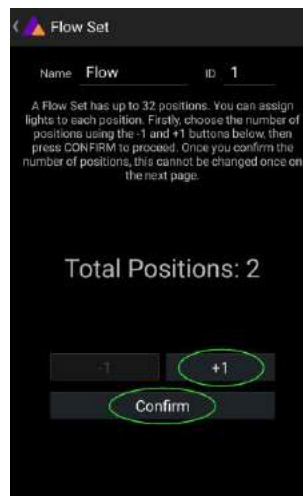 Flow Set
Name Flow ID 1
A Flow Set has up to 32 positions. You can assign
lights to each position. Firstly, choose the number of
positions using the -1 and +1 buttons below, then
press CONFIRM to proceed. Once you confirm the
number of positions, this cannot be changed once on
the next page.
Total Positions: 2
-1 +1
Confirm